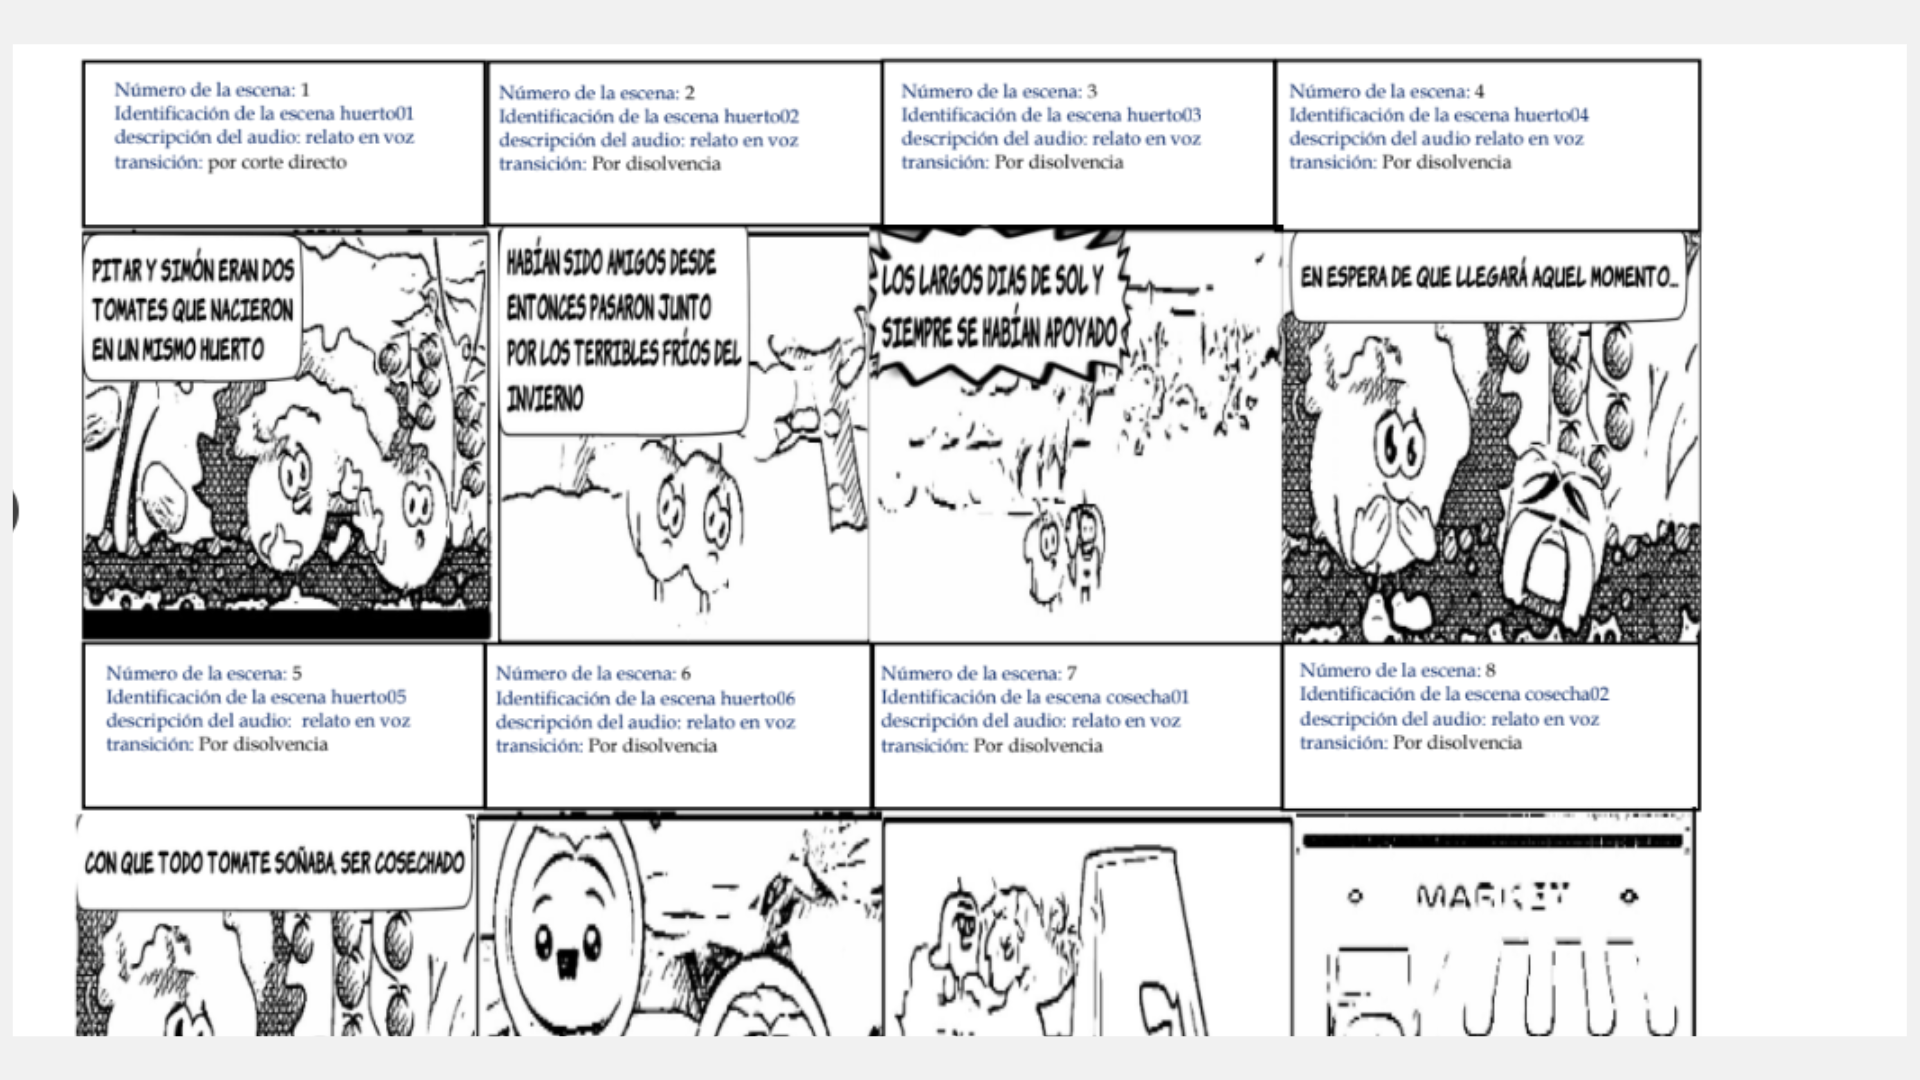 Número de la escena: 1
Identificación de la escena huerto01
descripción del audio: relato en voz
transición: por corte directo
Número de la escena: 2
Identificación de la escena huerto02
descripción del audio: relato en voz
transición: Por disolvencia
Número de la escena: 3
Identificación de la escena huerto03
descripción del audio: relato en voz
transición: Por disolvencia
Número de la escena: 4
Identificación de la escena huerto04
descripción del audio relato en voz
transición: Por disolvencia
PITAR Y SIMÓN ERAN DOS
TOMATES QUE NACIERON
EN UN MISMO HUERTO
HABÍAN SIDO AMIGOS DESDE
ENTONCES PASARON JUNTO
POR LOS TERRIBLES FRÍOS DEL
INVIERNO
LOS LARGOS DIAS DE SOL Y
SIEMPRE SE HABÍAN APOYADO
EN ESPERA DE QUE LLEGARÁ AQUEL MOMENTO...
Número de la escena: 5
Identificación de la escena huerto05
descripción del audio:  relato en voz
transición: Por disolvencia
Número de la escena: 6
Identificación de la escena huerto06
descripción del audio: relato en voz
transición: Por disolvencia
Número de la escena: 7
Identificación de la escena cosecha01
descripción del audio: relato en voz
transición: Por disolvencia
Número de la escena: 8
Identificación de la escena cosecha02
descripción del audio: relato en voz
transición: Por disolvencia
CON QUE TODO TOMATE SOÑABA, SER COSECHADO
MARKET